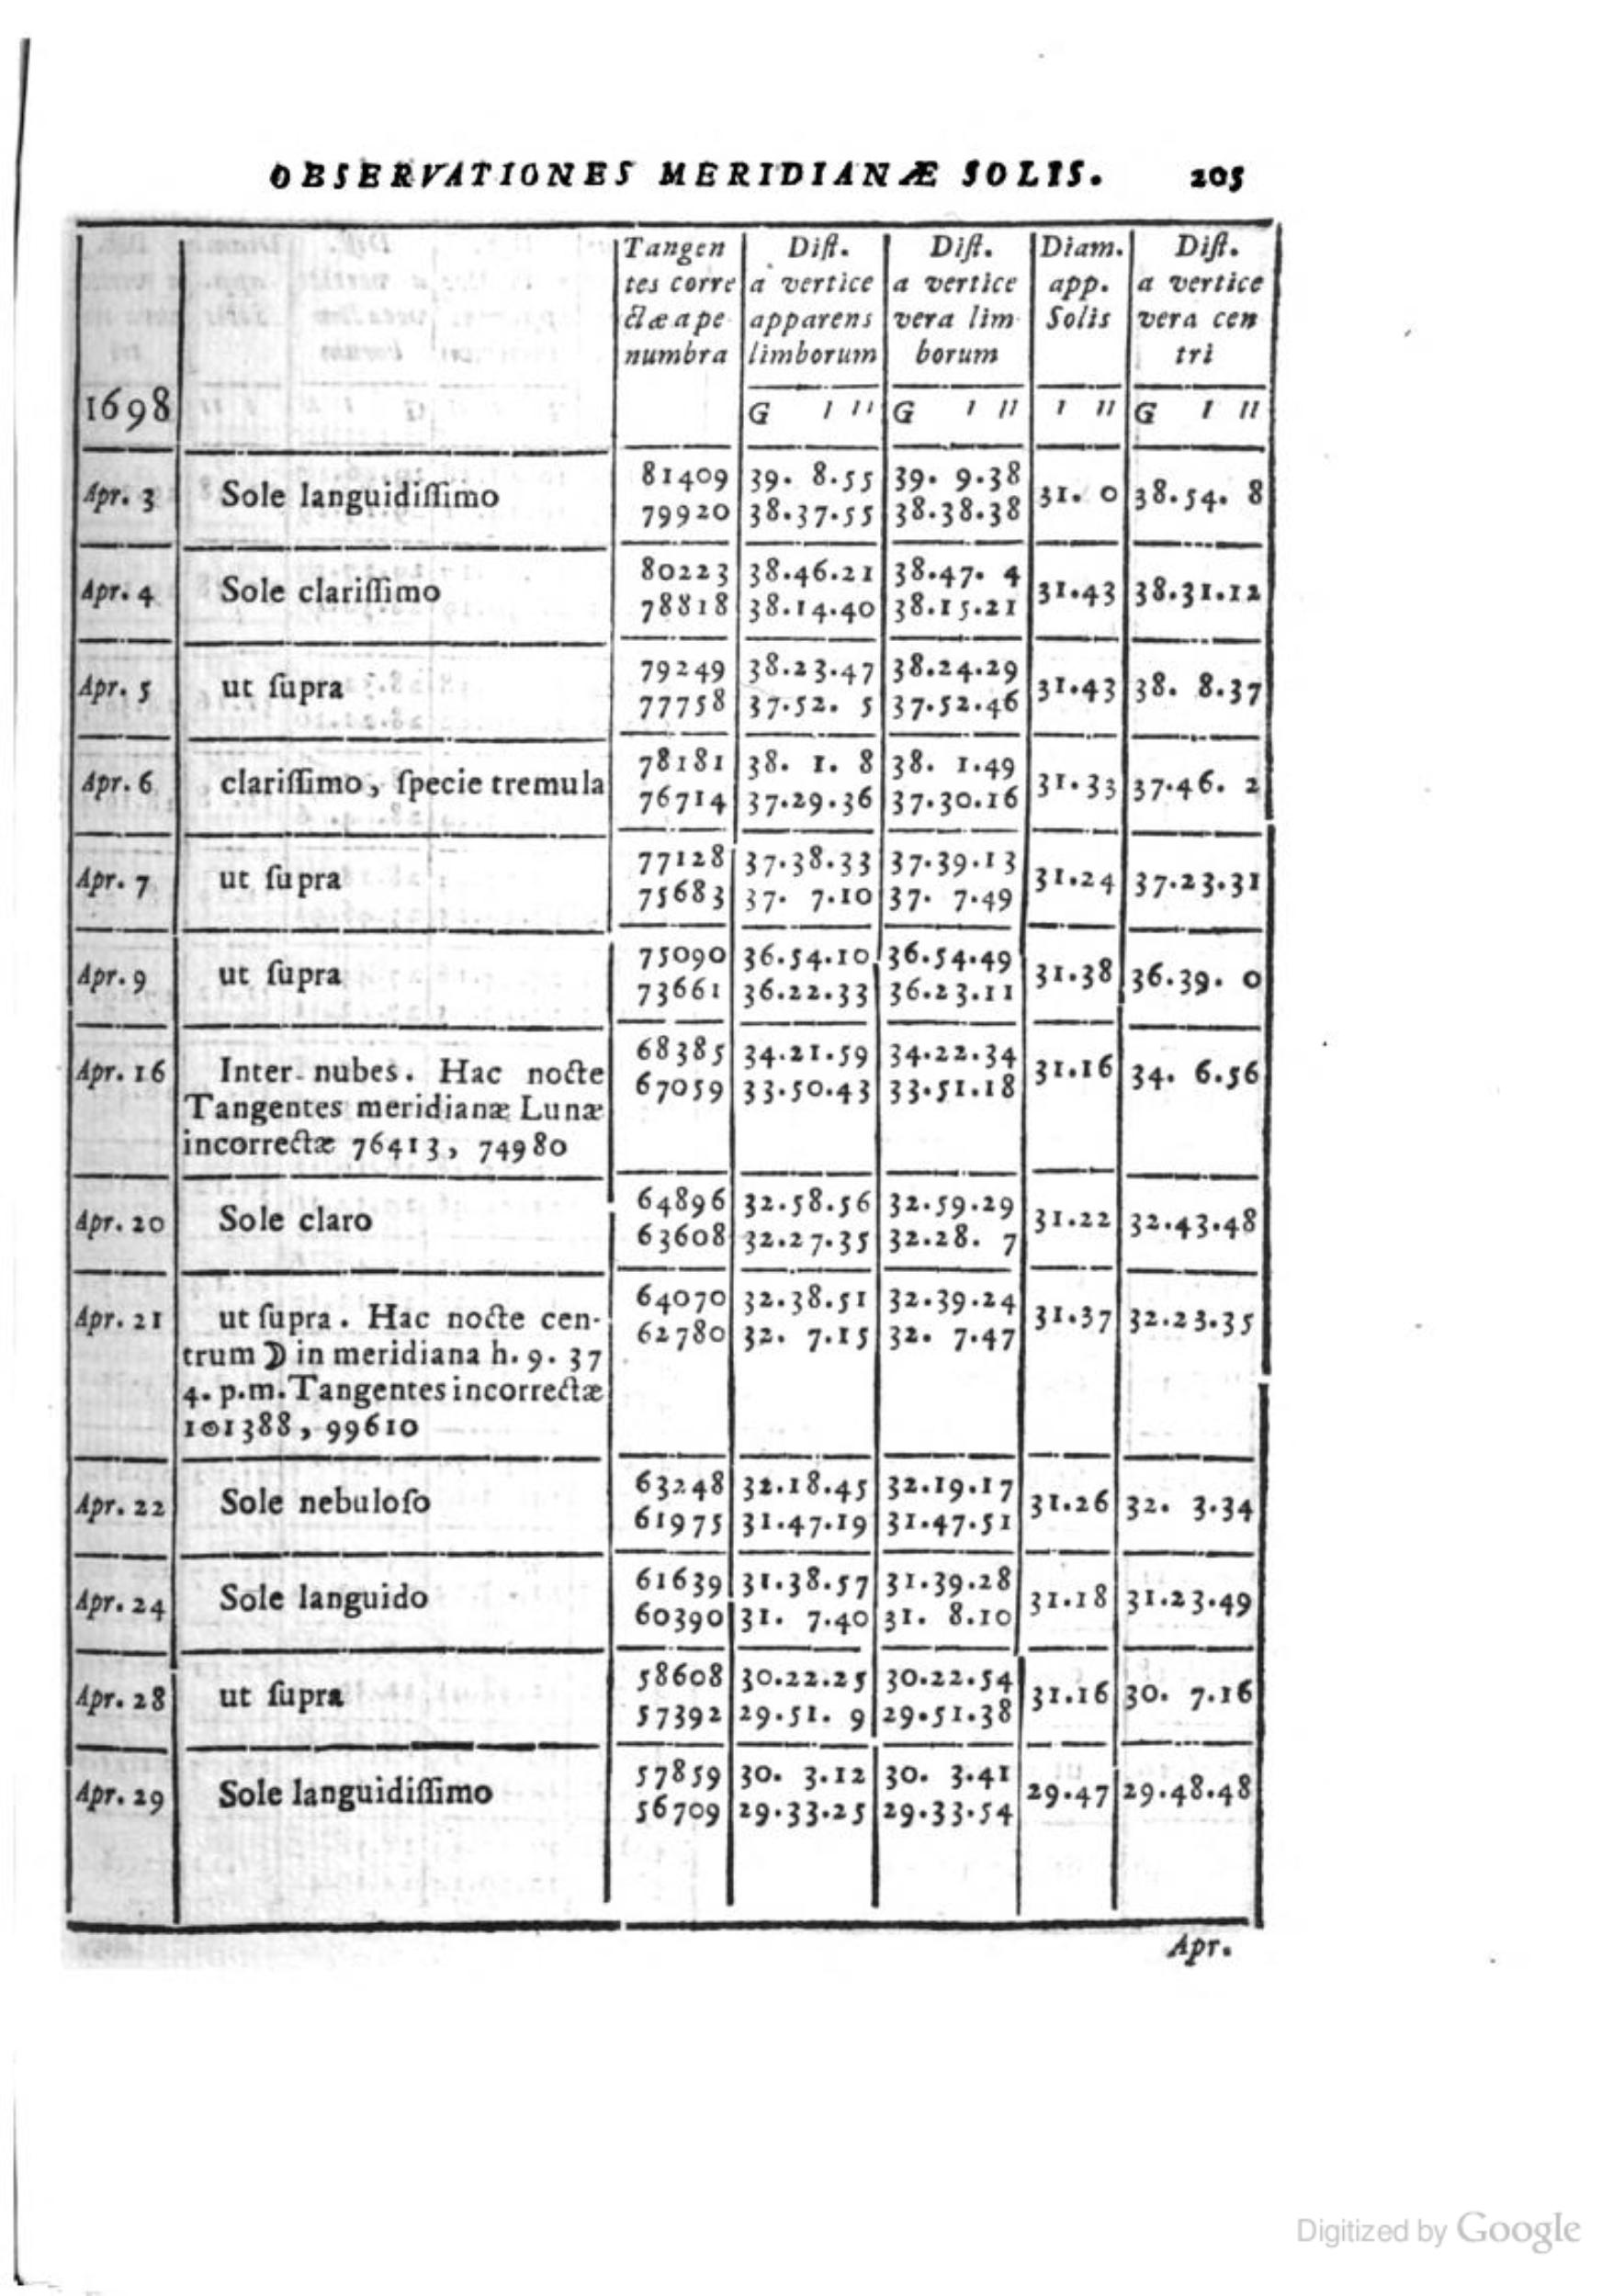 OBSERVATIONES MERIDIANÆ SOLIS. 205
1698
Tangen
tes corre
ctæ a pe
numbra
Dist.
a vertice
apparens
limborum
G I II
Dist.
a vertice
vera lim
borum
G I II
Diam.
app.
Solis
I II
Dist.
a vertice
vera cen
tri
G I II
Apr. 3 Sole languidiſſimo 81409 39. 8.55 39. 9.38 31. 0 38.54. 8
79920 38.37.55 38.38.38
Apr. 4 Sole clariſſimo 80223 38.46.21 38.47. 4 31.43 38.31.12
78818 38.14.40 38.15.21
Apr. 5 ut ſupra 79249 38.23.47 38.24.29 31.43 38. 8.37
77758 37.52. 5 37.52.46
Apr. 6 clariſſimo, ſpecie tremula 78181 38. 1. 8 38. 1.49 31.33 37.46. 2
76714 37.29.36 37.30.16
Apr. 7 ut ſupra 77128 37.38.33 37.39.13 31.24 37.23.31
75683 37. 7.10 37. 7.49
Apr. 9 ut ſupra 75090 36.54.10 36.54.49 31.38 36.39. 0
73661 36.22.33 36.23.11
Apr. 16 Inter nubes. Hac nocte 68385 34.21.59 34.22.34 31.16 34. 6.56
Tangentes meridianæ Lunæ 67059 33.50.43 33.51.18
incorrectæ 76413, 74980
Apr. 20 Sole claro 64896 32.58.56 32.59.29 31.22 32.43.48
63608 32.27.35 32.28. 7
Apr. 21 ut ſupra. Hac nocte cen- 64070 32.38.51 32.39.24 31.37 32.23.35
trum ☽ in meridiana h. 9. 37 62780 32. 7.15 32. 7.47
4. p.m. Tangentes incorrectæ
101388, 99610
Apr. 22 Sole nebuloſo 63248 32.18.45 32.19.17 31.26 32. 3.34
61975 31.47.19 31.47.51
Apr. 24 Sole languido 61639 31.38.57 31.39.28 31.18 31.23.49
60390 31. 7.40 31. 8.10
Apr. 28 ut ſupra 58608 30.22.25 30.22.54 31.16 30. 7.16
57392 29.51. 9 29.51.38
Apr. 29 Sole languidiſſimo 57859 30. 3.12 30. 3.41 29.47 29.48.48
56709 29.33.25 29.33.54
Apr.
Digitized by Google